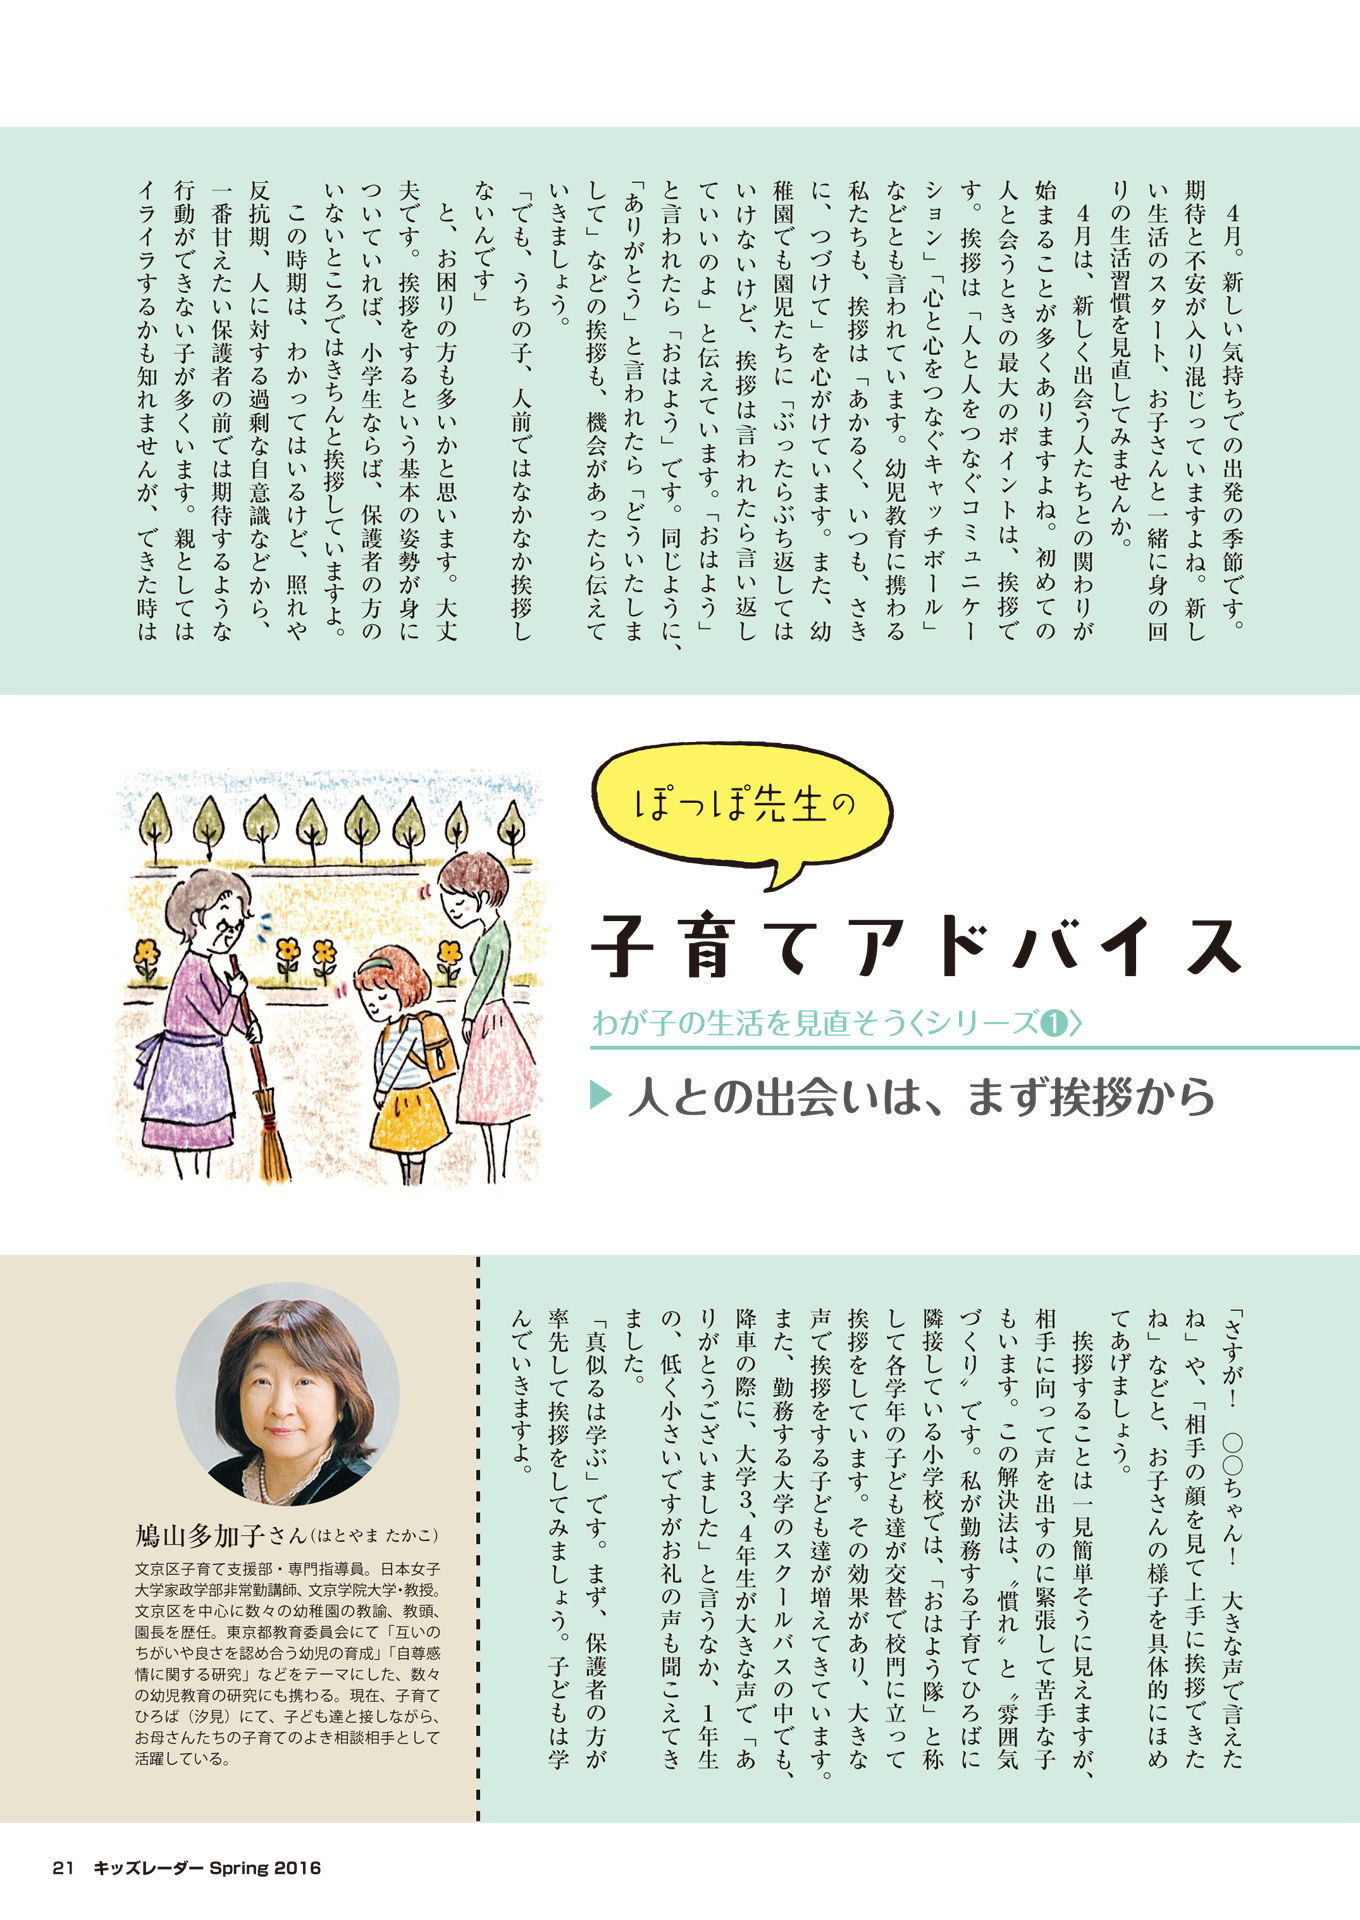 ぽっぽ先生の
子育てアドバイス
わが子の生活を見直そう〈シリーズ❶〉
▶人との出会いは、まず挨拶から
　4月。新しい気持ちでの出発の季節です。
期待と不安が入り混じっていますよね。新し
い生活のスタート、お子さんと一緒に身の回
りの生活習慣を見直してみませんか。
　4月は、新しく出会う人たちとの関わりが
始まることが多くありますよね。初めての
人と会うときの最大のポイントは、挨拶で
す。挨拶は「人と人をつなぐコミュニケー
ション」「心と心をつなぐキャッチボール」
などとも言われています。幼児教育に携わる
私たちも、挨拶は「あかるく、いつも、さき
に、つづけて」を心がけています。また、幼
稚園でも園児たちに「ぶったらぶち返しては
いけないけど、挨拶は言われたら言い返し
ていいのよ」と伝えています。「おはよう」
と言われたら「おはよう」です。同じように、
「ありがとう」と言われたら「どういたしま
して」などの挨拶も、機会があったら伝えて
いきましょう。
「でも、うちの子、人前ではなかなか挨拶し
ないんです」
　と、お困りの方も多いかと思います。大丈
夫です。挨拶をするという基本の姿勢が身に
ついていれば、小学生ならば、保護者の方の
いないところではきちんと挨拶していますよ。
　この時期は、わかってはいるけど、照れや
反抗期、人に対する過剰な自意識などから、
一番甘えたい保護者の前では期待するような
行動ができない子が多くいます。親としては
イライラするかも知れませんが、できた時は
「さすが！　○○ちゃん！　大きな声で言えた
ね」や、「相手の顔を見て上手に挨拶できた
ね」などと、お子さんの様子を具体的にほめ
てあげましょう。
　挨拶することは一見簡単そうに見えますが、
相手に向って声を出すのに緊張して苦手な子
もいます。この解決法は、〝慣れ〟と〝雰囲気
づくり〟です。私が勤務する子育てひろばに
隣接している小学校では、「おはよう隊」と称
して各学年の子ども達が交替で校門に立って
挨拶をしています。その効果があり、大きな
声で挨拶をする子ども達が増えてきています。
また、勤務する大学のスクールバスの中でも、
降車の際に、大学3、4年生が大きな声で「あ
りがとうございました」と言うなか、1年生
の、低く小さいですがお礼の声も聞こえてき
ました。
「真似るは学ぶ」です。まず、保護者の方が
率先して挨拶をしてみましょう。子どもは学
んでいきますよ。
鳩山多加子さん（はとやま たかこ）
文京区子育て支援部・専門指導員。日本女子
大学家政学部非常勤講師、文京学院大学・教授。
文京区を中心に数々の幼稚園の教諭、教頭、
園長を歴任。東京都教育委員会にて「互いの
ちがいや良さを認め合う幼児の育成」「自尊感
情に関する研究」などをテーマにした、数々
の幼児教育の研究にも携わる。現在、子育て
ひろば（汐見）にて、子ども達と接しながら、
お母さんたちの子育てのよき相談相手として
活躍している。
21　キッズレーダー Spring 2016